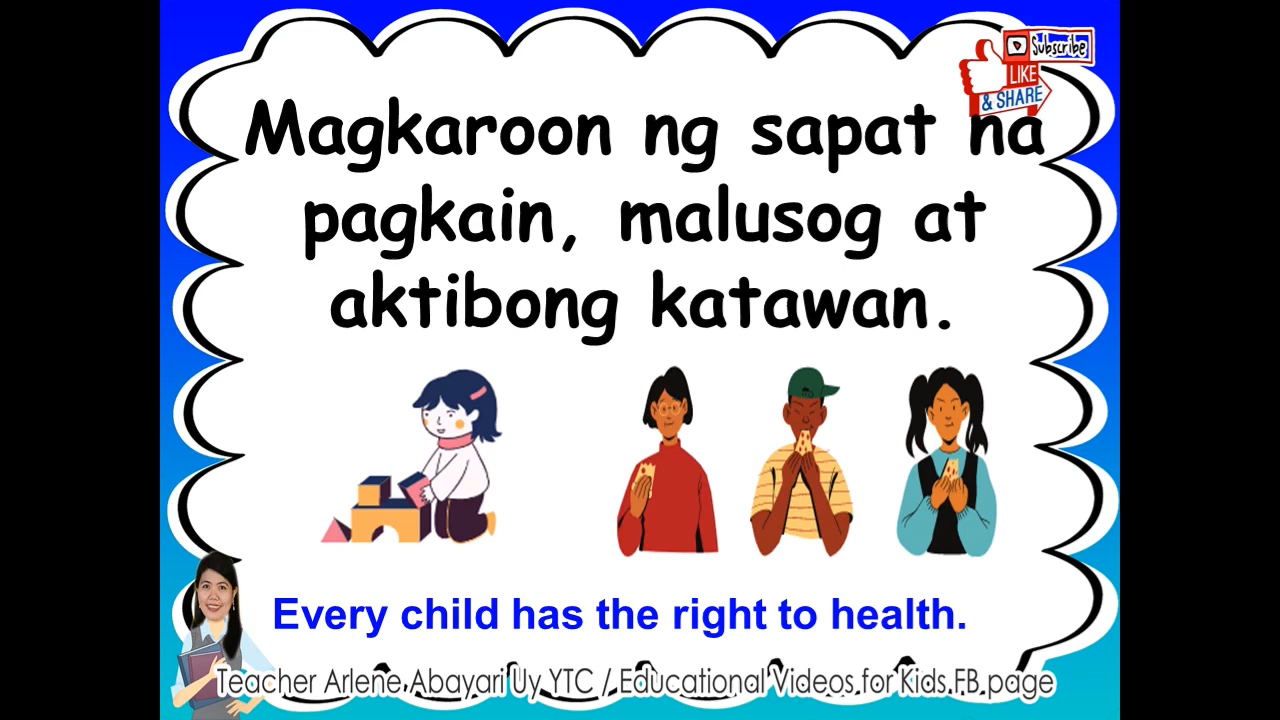 Subscribe
LIKE
& SHARE
Magkaroon ng sapat na
pagkain, malusog at
aktibong katawan.
Every child has the right to health.
Teacher Arlene Abayari Uy YTC / Educational Videos for Kids FB page